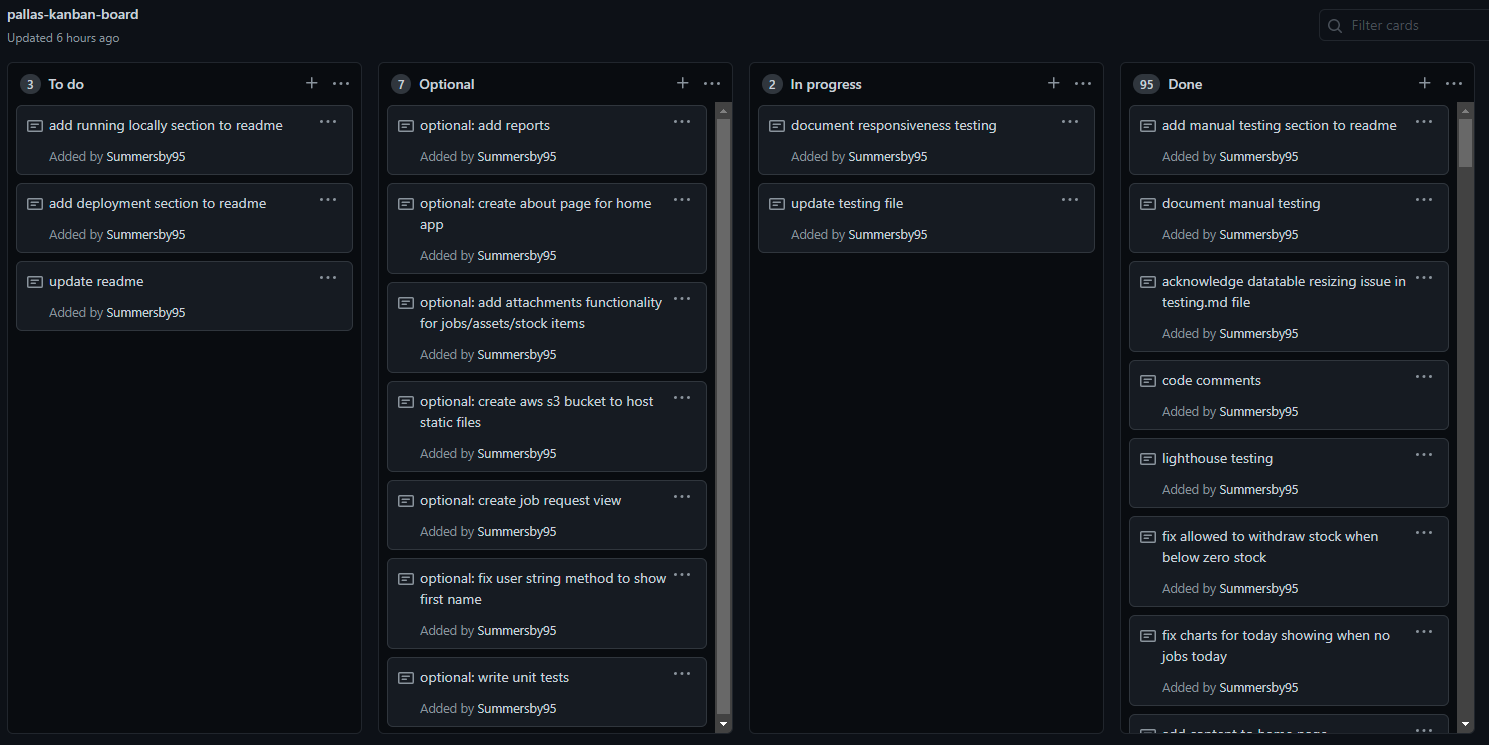 pallas-kanban-board
Updated 6 hours ago
Filter cards
3 To do
add running locally section to readme
Added by Summersby95
add deployment section to readme
Added by Summersby95
update readme
Added by Summersby95
7 Optional
optional: add reports
Added by Summersby95
optional: create about page for home
app
Added by Summersby95
optional: add attachments functionality
for jobs/assets/stock items
Added by Summersby95
optional: create aws s3 bucket to host
static files
Added by Summersby95
optional: create job request view
Added by Summersby95
optional: fix user string method to show
first name
Added by Summersby95
optional: write unit tests
Added by Summersby95
2 In progress
document responsiveness testing
Added by Summersby95
update testing file
Added by Summersby95
95 Done
add manual testing section to readme
Added by Summersby95
document manual testing
Added by Summersby95
acknowledge datatable resizing issue in
testing.md file
Added by Summersby95
code comments
Added by Summersby95
lighthouse testing
Added by Summersby95
fix allowed to withdraw stock when
below zero stock
Added by Summersby95
fix charts for today showing when no
jobs today
Added by Summersby95
add content to home page